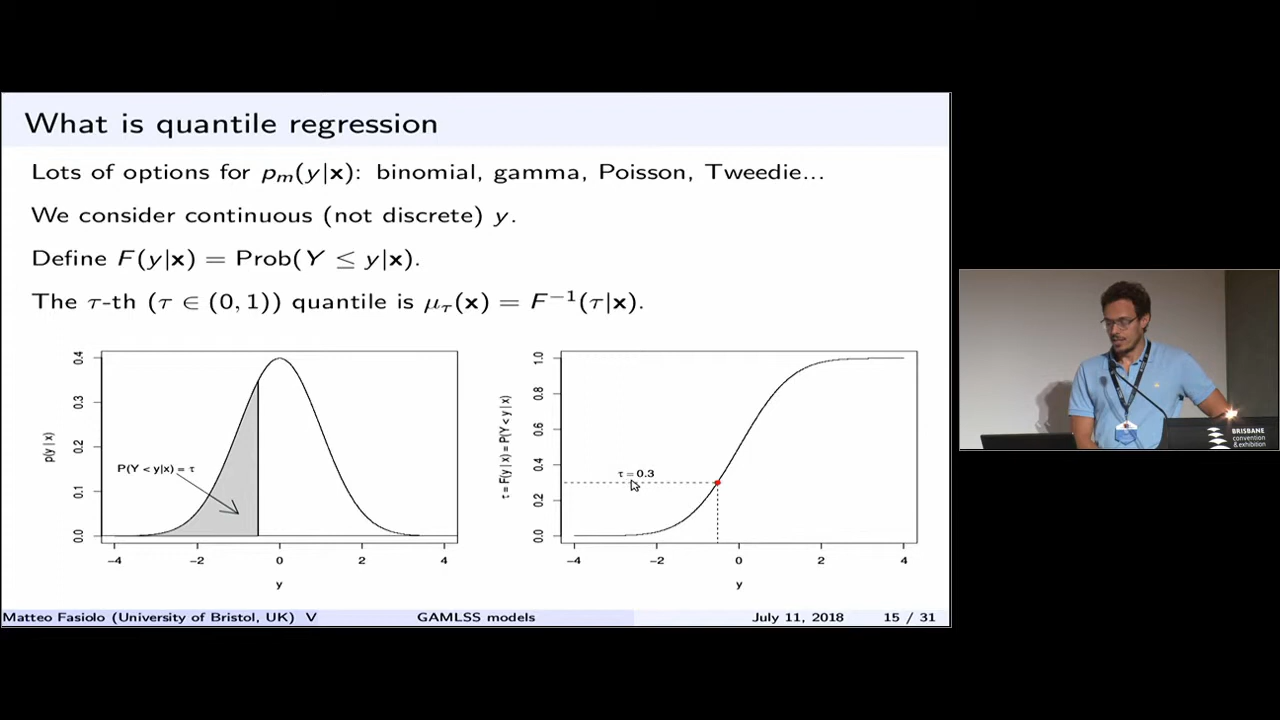 What is quantile regression
Lots of options for pₘ(y|x): binomial, gamma, Poisson, Tweedie...
We consider continuous (not discrete) y.
Define F(y|x) = Prob(Y ≤ y|x).
The τ-th (τ ∈ (0, 1)) quantile is μ_τ(x) = F⁻¹(τ|x).
p(y | x)
0.4
0.3
0.2
0.1
0.0
P(Y < y|x) = τ
−4 −2 0 2 4
y
τ = F(y | x) = P(Y < y | x)
1.0
0.8
0.6
0.4
0.2
0.0
τ = 0.3
−4 −2 0 2 4
y
Matteo Fasiolo (University of Bristol, UK) V GAMLSS models July 11, 2018 15 / 31
BRISBANE
convention
& exhibition